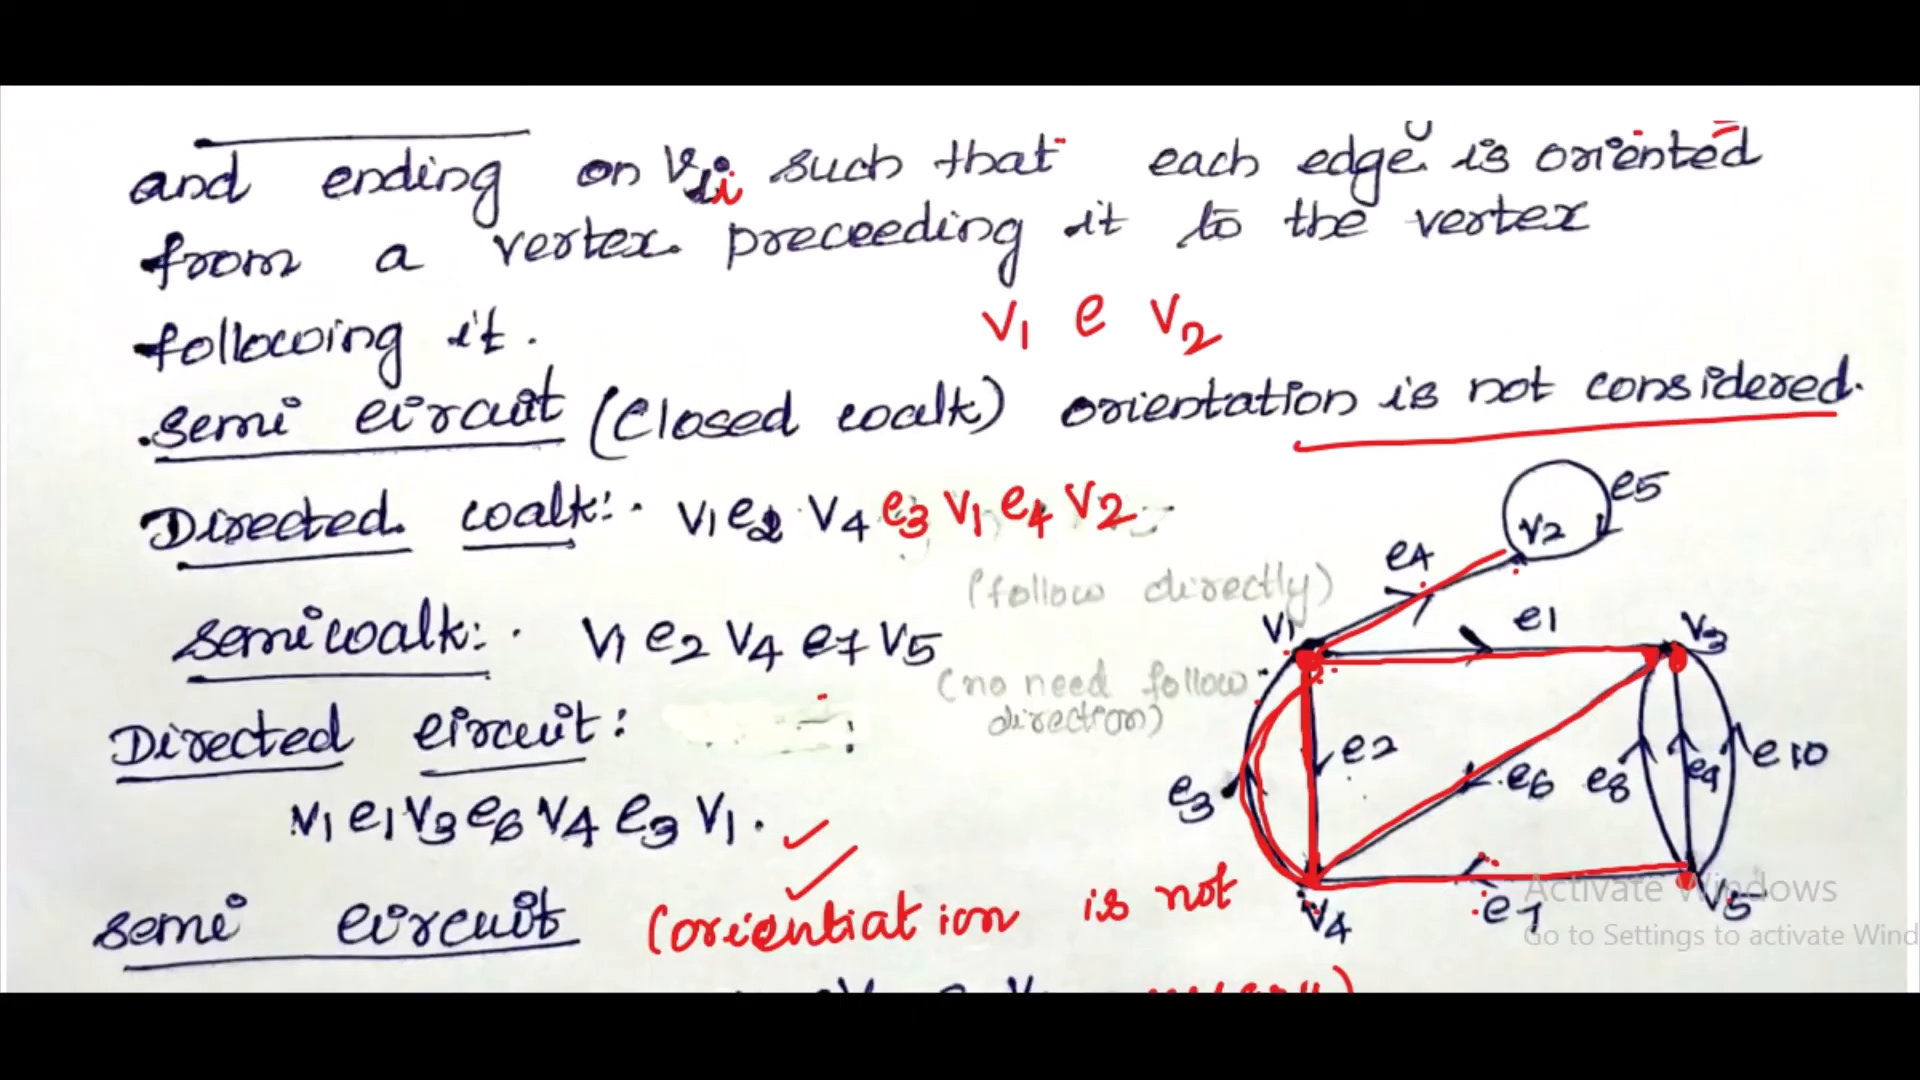 and ending on Vi such that each edge is oriented
from a vertex preceeding it to the vertex
following it.
V1 e V2
semi circuit (Closed walk) orientation is not considered.
Directed walk: V1 e2 V4 e3 V1 e4 V2
(follow directly)
semiwalk: V1 e2 V4 e7 V5
(no need follow
direction)
Directed circuit:
V1 e1 V3 e6 V4 e3 V1.
semi circuit (orientiation is not
e5
V2
e4
V1
e1
V3
e2
e3
e6
e8
e9
e10
V4
e7
V5
Activate Windows
Go to Settings to activate Wind